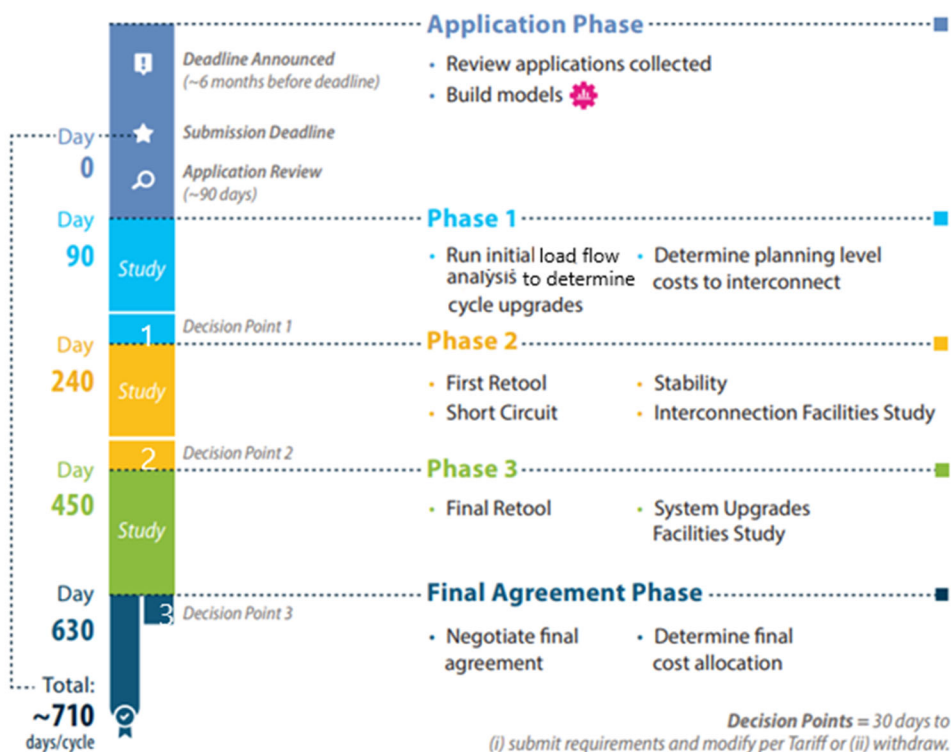 Application Phase
Deadline Announced
(~6 months before deadline)
• Review applications collected
• Build models
Day
0
Submission Deadline
Application Review
(~90 days)
Day
90
Phase 1
Study
• Run initial load flow
analysis to determine
cycle upgrades
• Determine planning level
costs to interconnect
1
Decision Point 1
Day
240
Phase 2
Study
• First Retool
• Short Circuit
• Stability
• Interconnection Facilities Study
2
Decision Point 2
Day
450
Phase 3
Study
• Final Retool
• System Upgrades
Facilities Study
Day
630
Final Agreement Phase
3
Decision Point 3
• Negotiate final
agreement
• Determine final
cost allocation
Total:
~710
days/cycle
Decision Points = 30 days to
(i) submit requirements and modify per Tariff or (ii) withdraw.